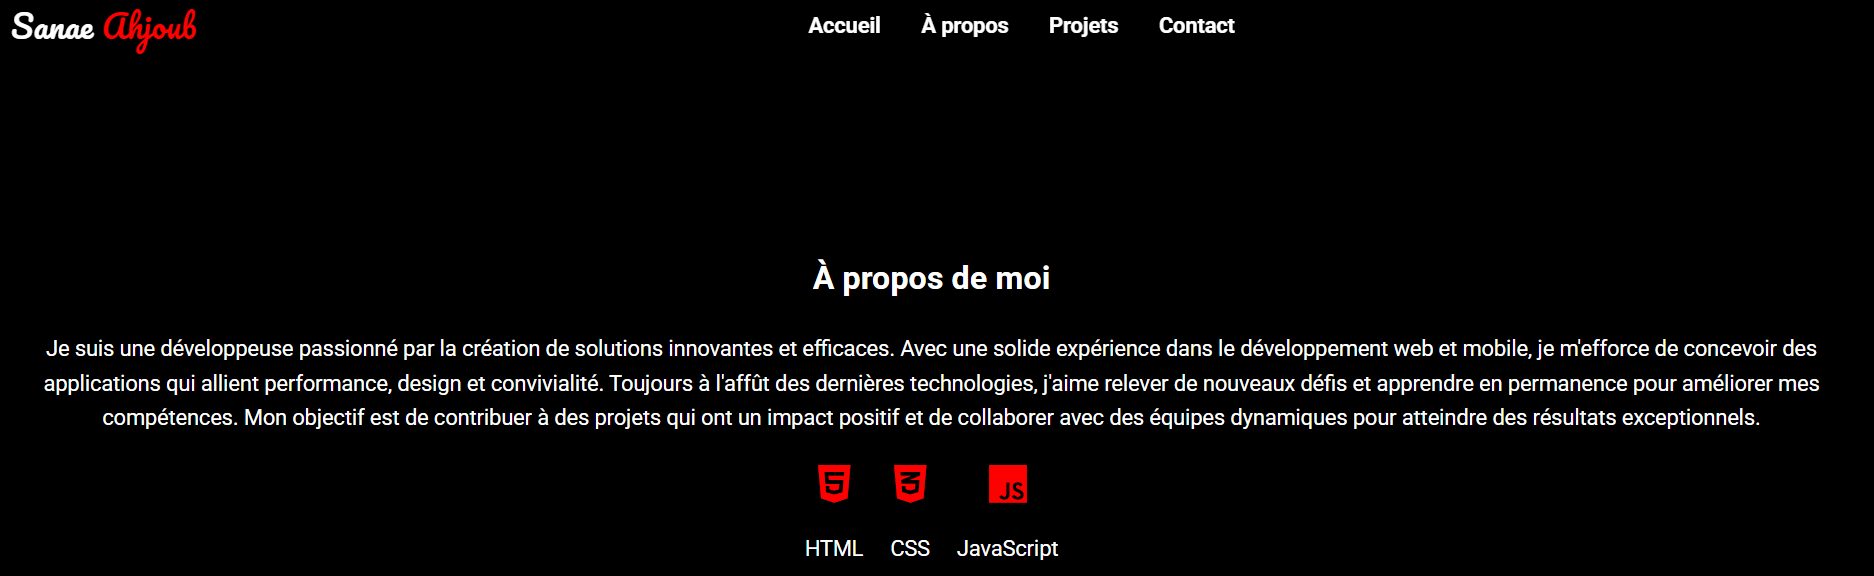 Sanae Ahjoub
Accueil À propos Projets Contact
À propos de moi
Je suis une développeuse passionné par la création de solutions innovantes et efficaces. Avec une solide expérience dans le développement web et mobile, je m'efforce de concevoir des
applications qui allient performance, design et convivialité. Toujours à l'affût des dernières technologies, j'aime relever de nouveaux défis et apprendre en permanence pour améliorer mes
compétences. Mon objectif est de contribuer à des projets qui ont un impact positif et de collaborer avec des équipes dynamiques pour atteindre des résultats exceptionnels.
5 3 JS
HTML CSS JavaScript